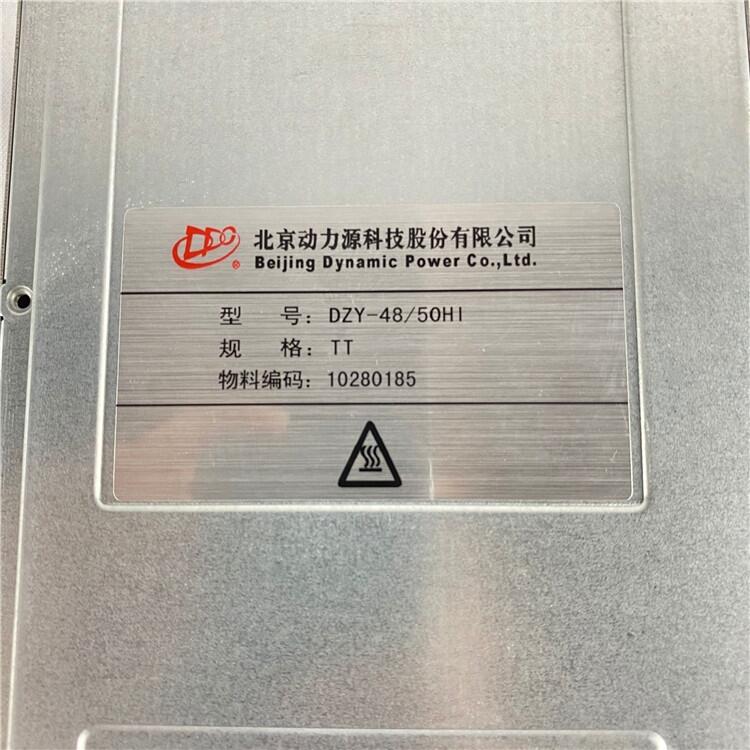 DPC®
北京动力源科技股份有限公司
Beijing Dynamic Power Co.,Ltd.
型 号：DZY-48/50HI
规 格：TT
物料编码：10280185